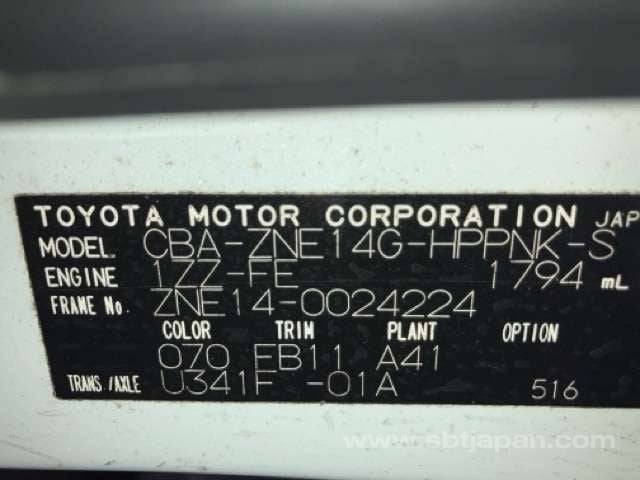 TOYOTA MOTOR CORPORATION JAP
MODEL CBA-ZNE14G-HPPNK-S
ENGINE 1ZZ-FE 1794 mL
FRAME No. ZNE14-0024224
COLOR TRIM PLANT OPTION
070 FB11 A41
TRANS/AXLE U341F -01A 516
www.sbtjapan.com